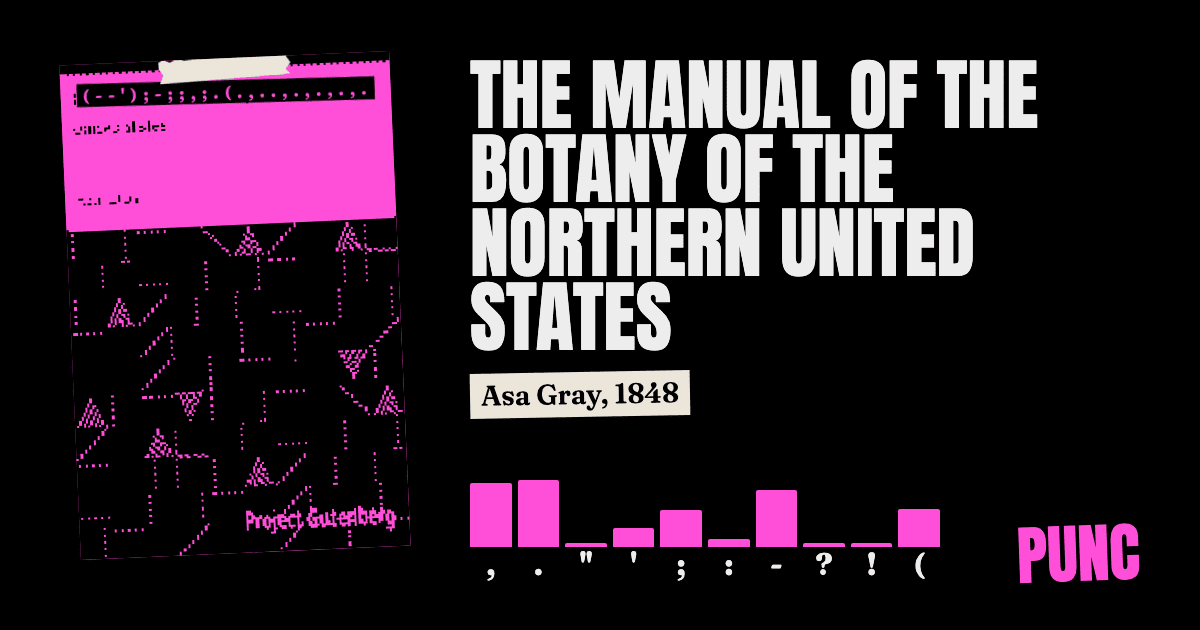 ;(--');-;;,;.(.,..,.,.,.,.
THE MANUAL OF THE
BOTANY OF THE
NORTHERN UNITED
STATES
Asa Gray, 1848
, . " ' ; : - ? ! (
Project Gutenberg
PUNC